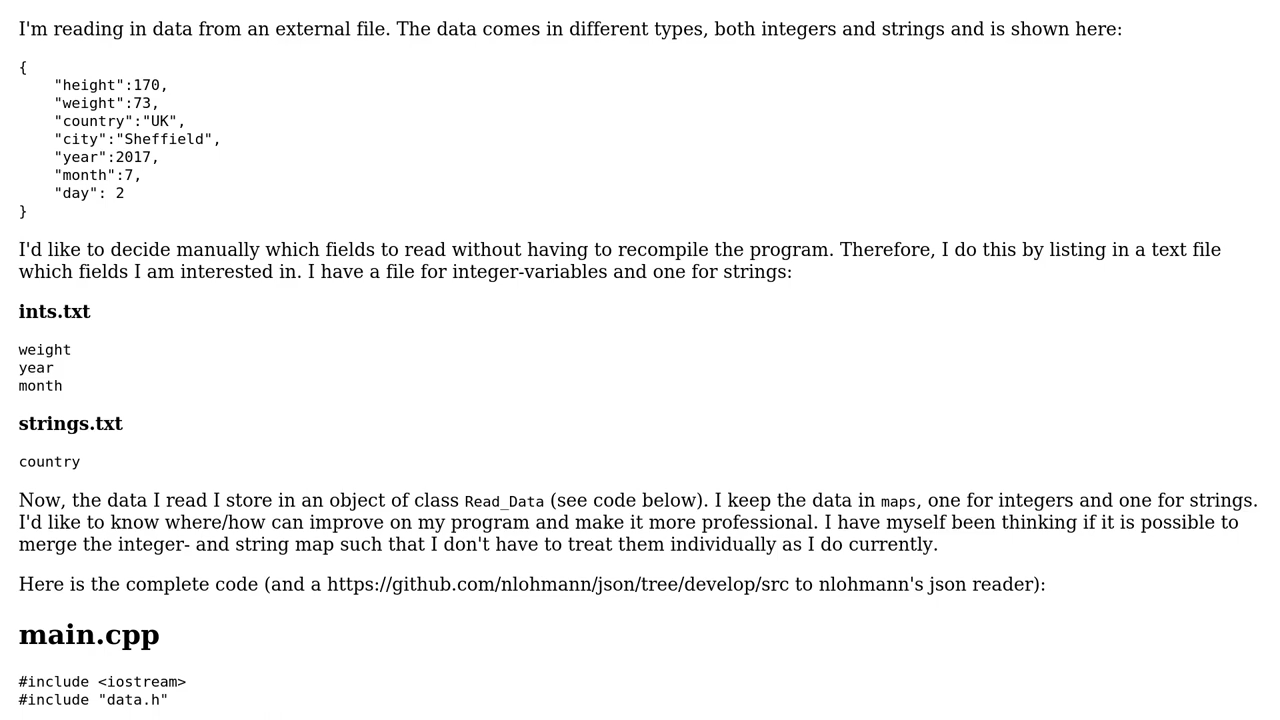 I'm reading in data from an external file. The data comes in different types, both integers and strings and is shown here:
{
    "height":170,
    "weight":73,
    "country":"UK",
    "city":"Sheffield",
    "year":2017,
    "month":7,
    "day": 2
}
I'd like to decide manually which fields to read without having to recompile the program. Therefore, I do this by listing in a text file
which fields I am interested in. I have a file for integer-variables and one for strings:
ints.txt
weight
year
month
strings.txt
country
Now, the data I read I store in an object of class Read_Data (see code below). I keep the data in maps, one for integers and one for strings.
I'd like to know where/how can improve on my program and make it more professional. I have myself been thinking if it is possible to
merge the integer- and string map such that I don't have to treat them individually as I do currently.
Here is the complete code (and a https://github.com/nlohmann/json/tree/develop/src to nlohmann's json reader):
main.cpp
#include <iostream>
#include "data.h"